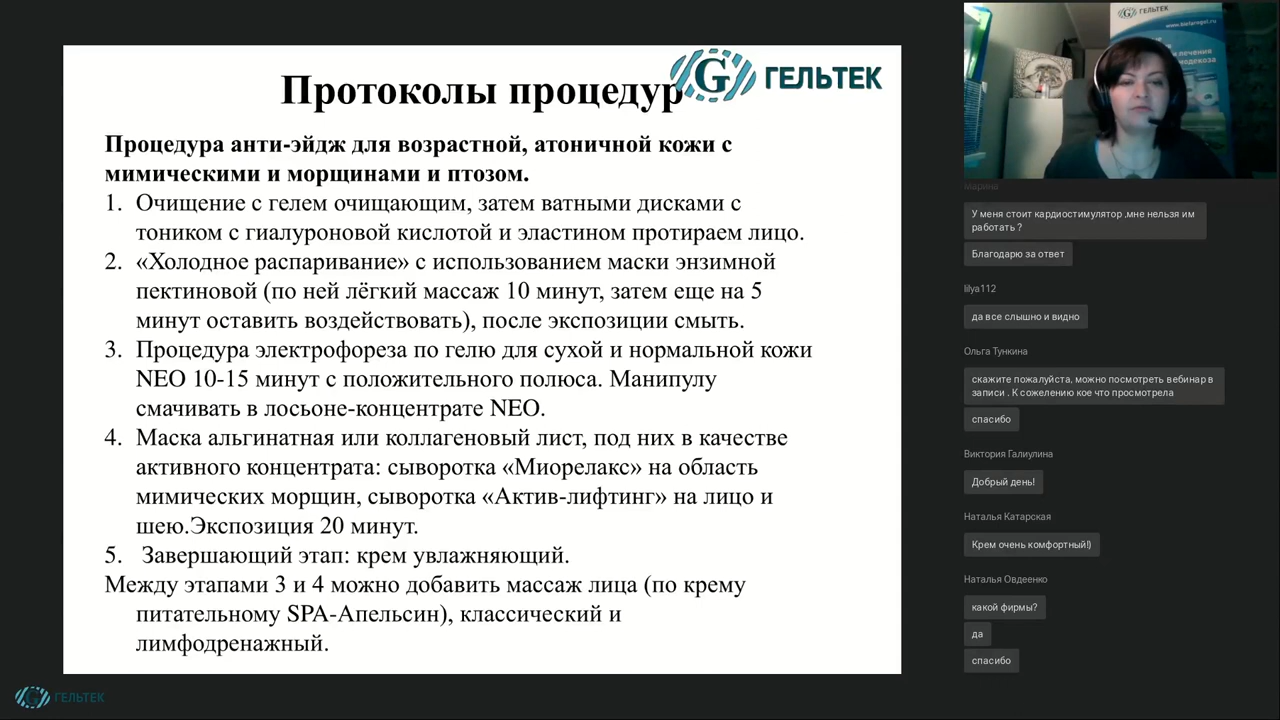 Протоколы процедур
ГЕЛЬТЕК
Процедура анти-эйдж для возрастной, атоничной кожи с
мимическими и морщинами и птозом.
1. Очищение с гелем очищающим, затем ватными дисками с
тоником с гиалуроновой кислотой и эластином протираем лицо.
2. «Холодное распаривание» с использованием маски энзимной
пектиновой (по ней лёгкий массаж 10 минут, затем еще на 5
минут оставить воздействовать), после экспозиции смыть.
3. Процедура электрофореза по гелю для сухой и нормальной кожи
NEO 10-15 минут с положительного полюса. Манипулу
смачивать в лосьоне-концентрате NEO.
4. Маска альгинатная или коллагеновый лист, под них в качестве
активного концентрата: сыворотка «Миорелакс» на область
мимических морщин, сыворотка «Актив-лифтинг» на лицо и
шею.Экспозиция 20 минут.
5. Завершающий этап: крем увлажняющий.
Между этапами 3 и 4 можно добавить массаж лица (по крему
питательному SPA-Апельсин), классический и
лимфодренажный.
ГЕЛЬТЕК
ГЕЛЬТЕК
Марина
У меня стоит кардиостимулятор ,мне нельзя им
работать ?
Благодарю за ответ
lilya112
да все слышно и видно
Ольга Тункина
скажите пожалуйста, можно посмотреть вебинар в
записи . К сожелению кое что просмотрела
спасибо
Виктория Галиулина
Добрый день!
Наталья Катарская
Крем очень комфортный!)
Наталья Овдеенко
какой фирмы?
да
спасибо